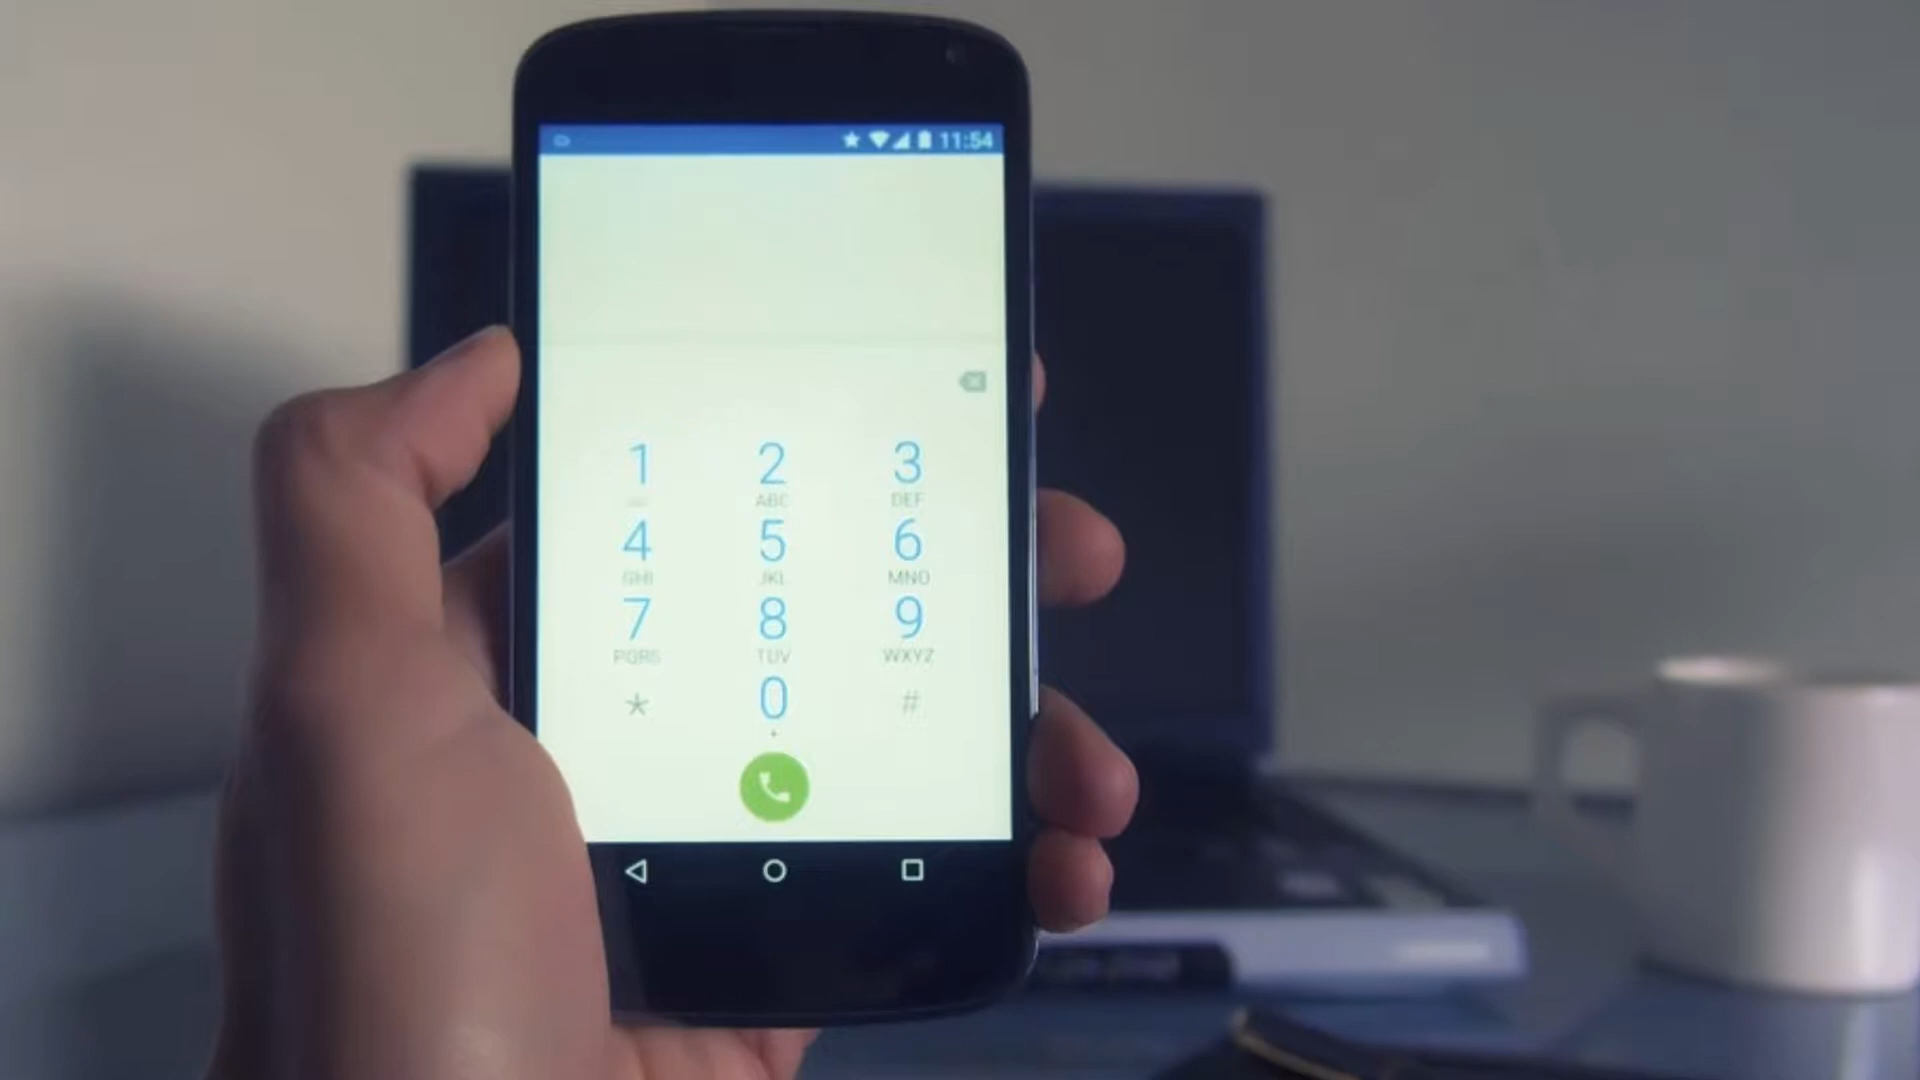 11:54
1 2 3
ABC DEF
4 5 6
GHI JKL MNO
7 8 9
PQRS TUV WXYZ
* 0 #